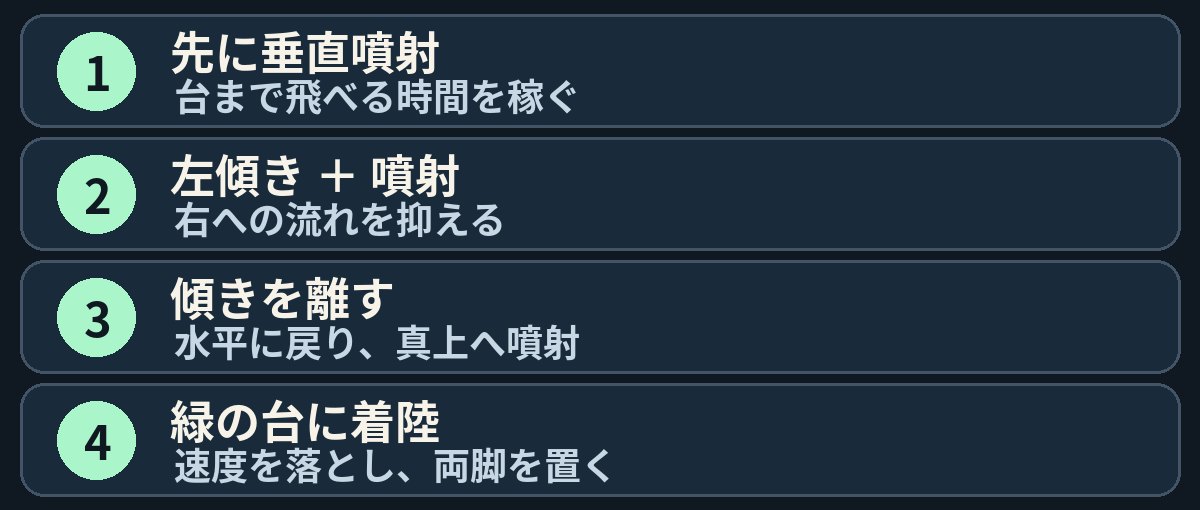 1
先に垂直噴射
台まで飛べる時間を稼ぐ
2
左傾き ＋ 噴射
右への流れを抑える
3
傾きを離す
水平に戻り、真上へ噴射
4
緑の台に着陸
速度を落とし、両脚を置く